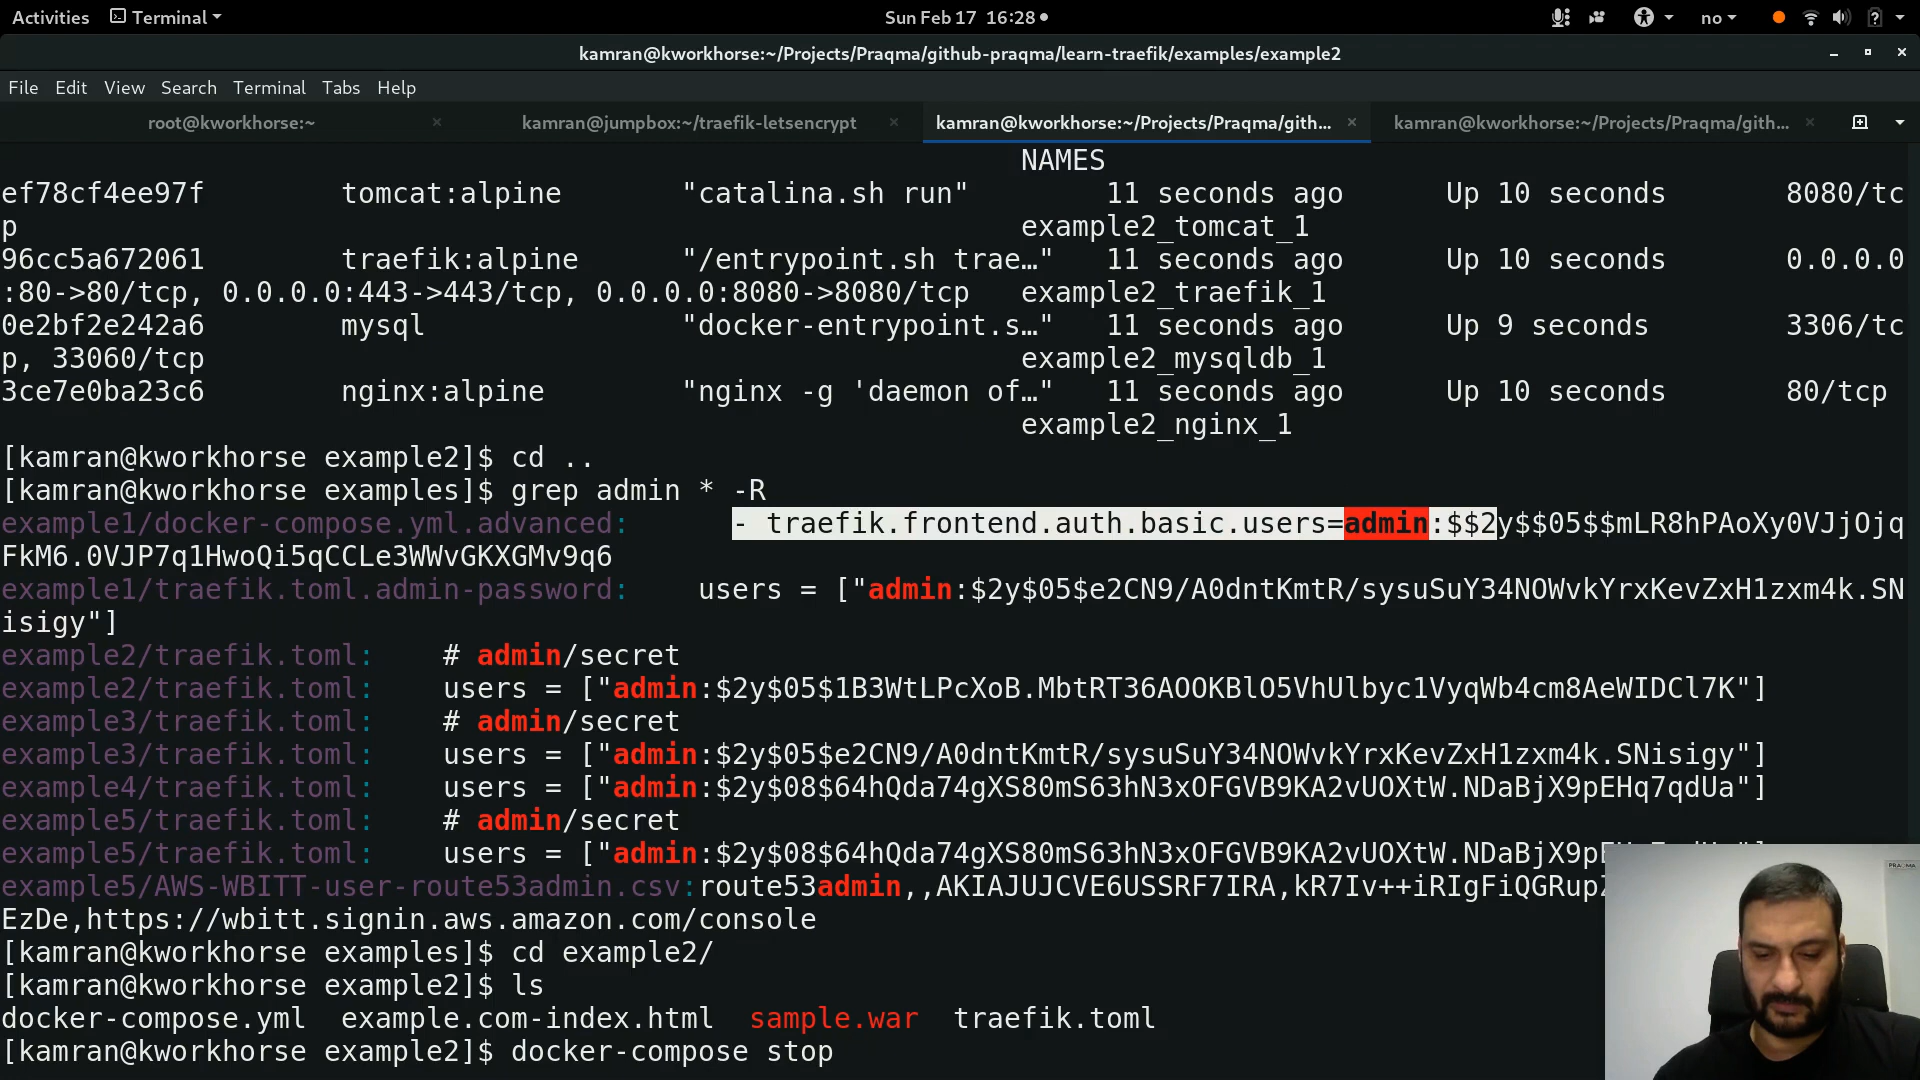 Activities Terminal Sun Feb 17 16:28 no
kamran@kworkhorse:~/Projects/Praqma/github-praqma/learn-traefik/examples/example2
File Edit View Search Terminal Tabs Help
root@kworkhorse:~ kamran@jumpbox:~/traefik-letsencrypt kamran@kworkhorse:~/Projects/Praqma/gith... kamran@kworkhorse:~/Projects/Praqma/gith...
NAMES
ef78cf4ee97f tomcat:alpine "catalina.sh run" 11 seconds ago Up 10 seconds 8080/tc
p example2_tomcat_1
96cc5a672061 traefik:alpine "/entrypoint.sh trae…" 11 seconds ago Up 10 seconds 0.0.0.0
:80->80/tcp, 0.0.0.0:443->443/tcp, 0.0.0.0:8080->8080/tcp example2_traefik_1
0e2bf2e242a6 mysql "docker-entrypoint.s…" 11 seconds ago Up 9 seconds 3306/tc
p, 33060/tcp example2_mysqldb_1
3ce7e0ba23c6 nginx:alpine "nginx -g 'daemon of…" 11 seconds ago Up 10 seconds 80/tcp
example2_nginx_1
[kamran@kworkhorse example2]$ cd ..
[kamran@kworkhorse examples]$ grep admin * -R
example1/docker-compose.yml.advanced: - traefik.frontend.auth.basic.users=admin:$$2y$$05$$mLR8hPAoXy0VJjOjq
FkM6.0VJP7q1HwoQi5qCCLe3WWvGKXGMv9q6
example1/traefik.toml.admin-password: users = ["admin:$2y$05$e2CN9/A0dntKmtR/sysuSuY34NOWvkYrxKevZxH1zxm4k.SN
isigy"]
example2/traefik.toml: # admin/secret
example2/traefik.toml: users = ["admin:$2y$05$1B3WtLPcXoB.MbtRT36AOOKBlO5VhUlbyc1VyqWb4cm8AeWIDCl7K"]
example3/traefik.toml: # admin/secret
example3/traefik.toml: users = ["admin:$2y$05$e2CN9/A0dntKmtR/sysuSuY34NOWvkYrxKevZxH1zxm4k.SNisigy"]
example4/traefik.toml: users = ["admin:$2y$08$64hQda74gXS80mS63hN3xOFGVB9KA2vUOXtW.NDaBjX9pEHq7qdUa"]
example5/traefik.toml: # admin/secret
example5/traefik.toml: users = ["admin:$2y$08$64hQda74gXS80mS63hN3xOFGVB9KA2vUOXtW.NDaBjX9p
example5/AWS-WBITT-user-route53admin.csv:route53admin,,AKIAJUJCVE6USSRF7IRA,kR7Iv++iRIgFiQGRup
EzDe,https://wbitt.signin.aws.amazon.com/console
[kamran@kworkhorse examples]$ cd example2/
[kamran@kworkhorse example2]$ ls
docker-compose.yml example.com-index.html sample.war traefik.toml
[kamran@kworkhorse example2]$ docker-compose stop